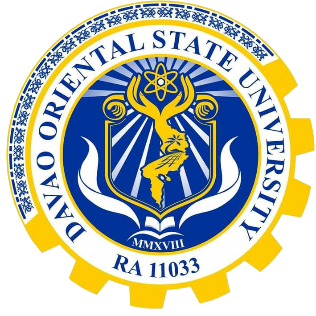 DAVAO ORIENTAL STATE UNIVERSITY
MMXVIII
RA 11033